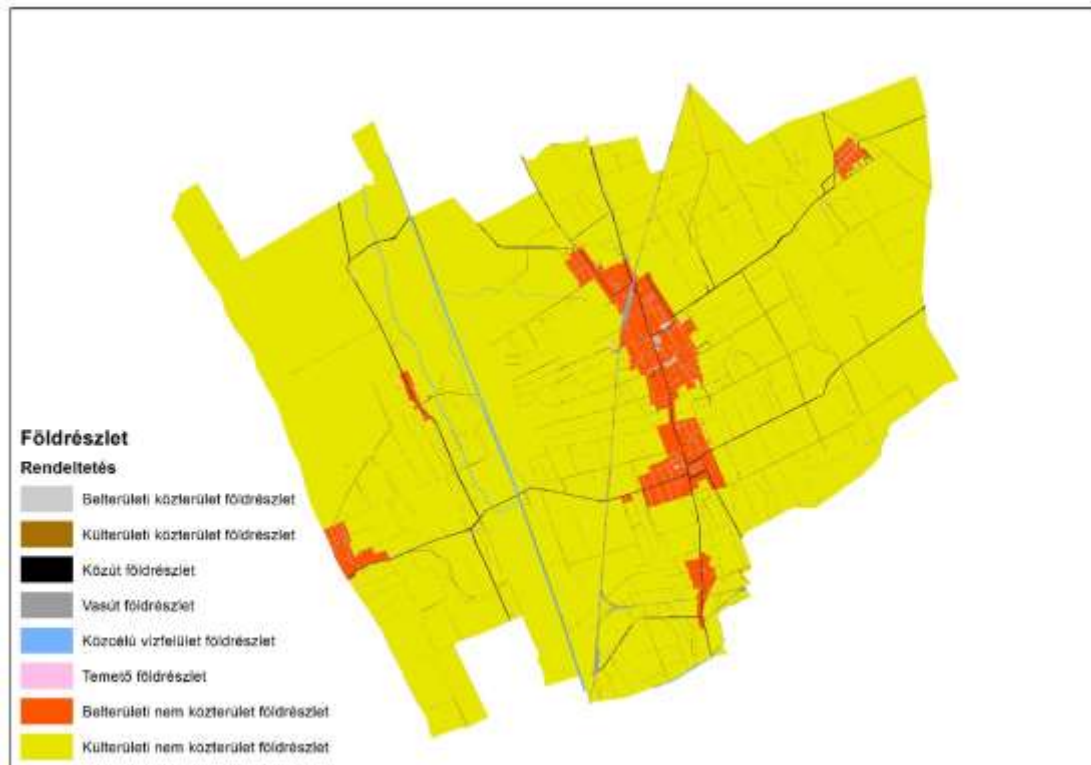 Földrészlet
Rendeltetés
Belterületi közterület földrészlet
Külterületi közterület földrészlet
Közút földrészlet
Vasút földrészlet
Közcélú vízfelület földrészlet
Temető földrészlet
Belterületi nem közterület földrészlet
Külterületi nem közterület földrészlet